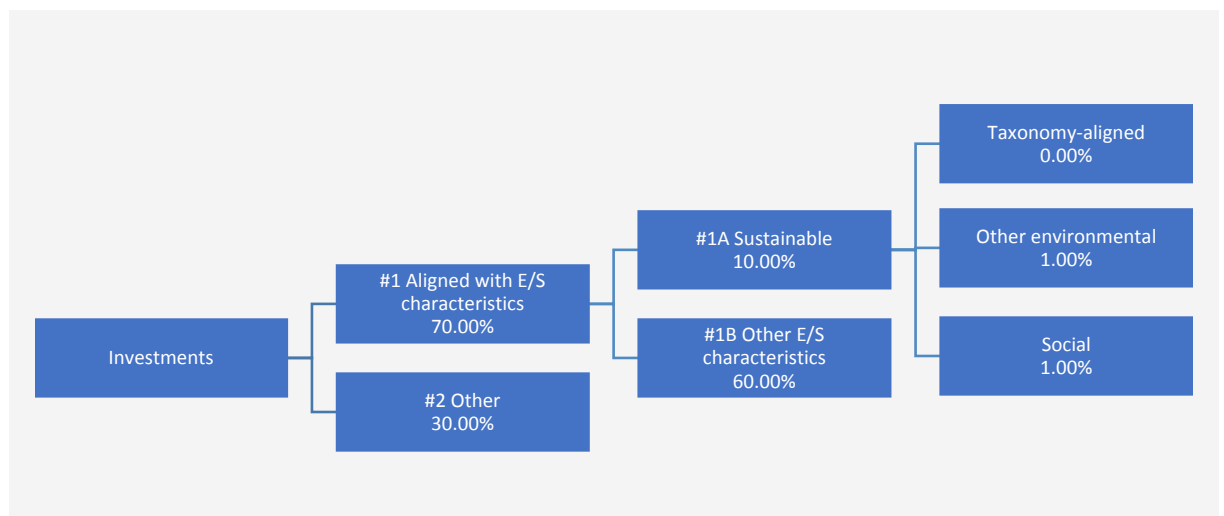 Investments
#1 Aligned with E/S
characteristics
70.00%
#2 Other
30.00%
#1A Sustainable
10.00%
#1B Other E/S
characteristics
60.00%
Taxonomy-aligned
0.00%
Other environmental
1.00%
Social
1.00%